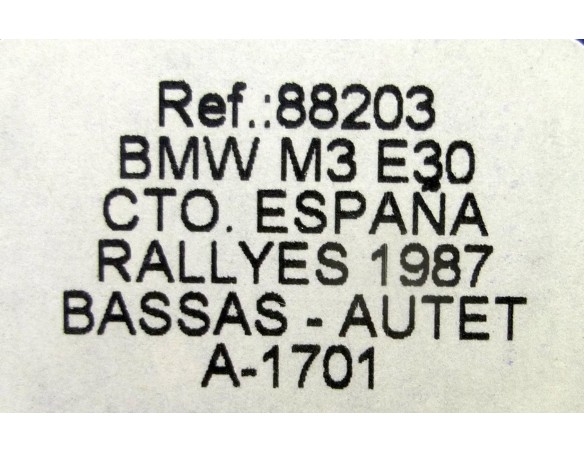 Ref.:88203
BMW M3 E30
CTO. ESPAÑA
RALLYES 1987
BASSAS - AUTET
A-1701